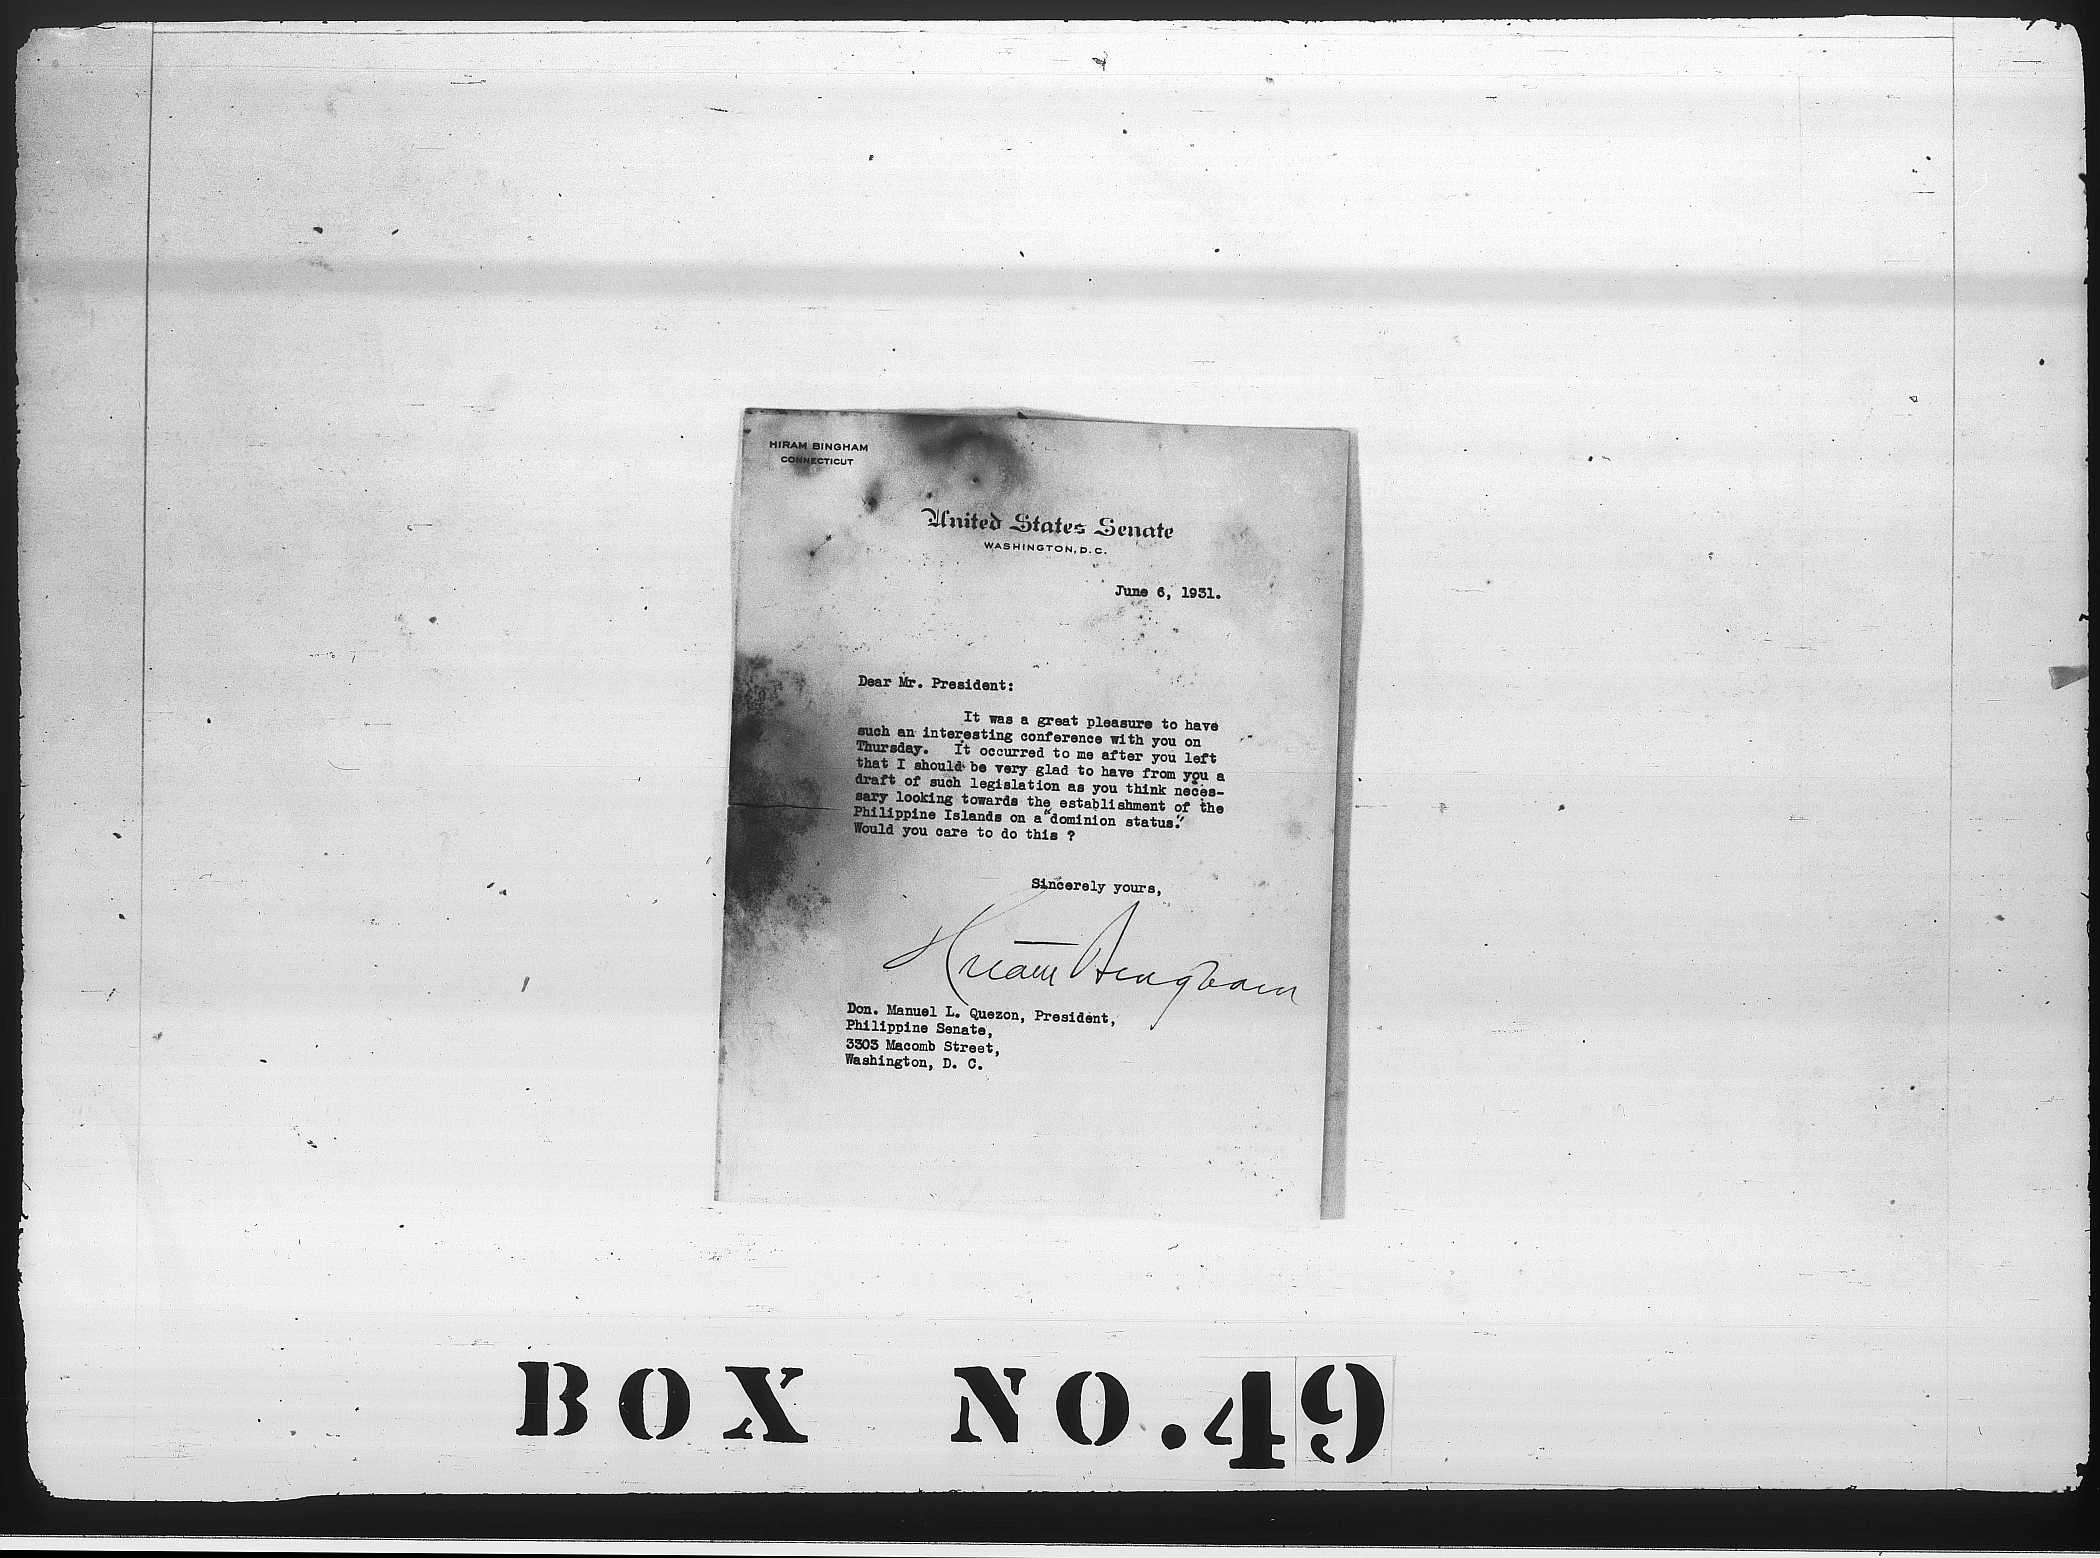 HIRAM BINGHAM
CONNECTICUT
United States Senate
WASHINGTON, D. C.
June 6, 1931.
Dear Mr. President:
It was a great pleasure to have
such an interesting conference with you on
Thursday. It occurred to me after you left
that I should be very glad to have from you a
draft of such legislation as you think neces-
sary looking towards the establishment of the
Philippine Islands on a "dominion status."
Would you care to do this ?
Sincerely yours,
Hiram Bingham
Don. Manuel L. Quezon, President,
Philippine Senate,
3303 Macomb Street,
Washington, D. C.
BOX NO. 49